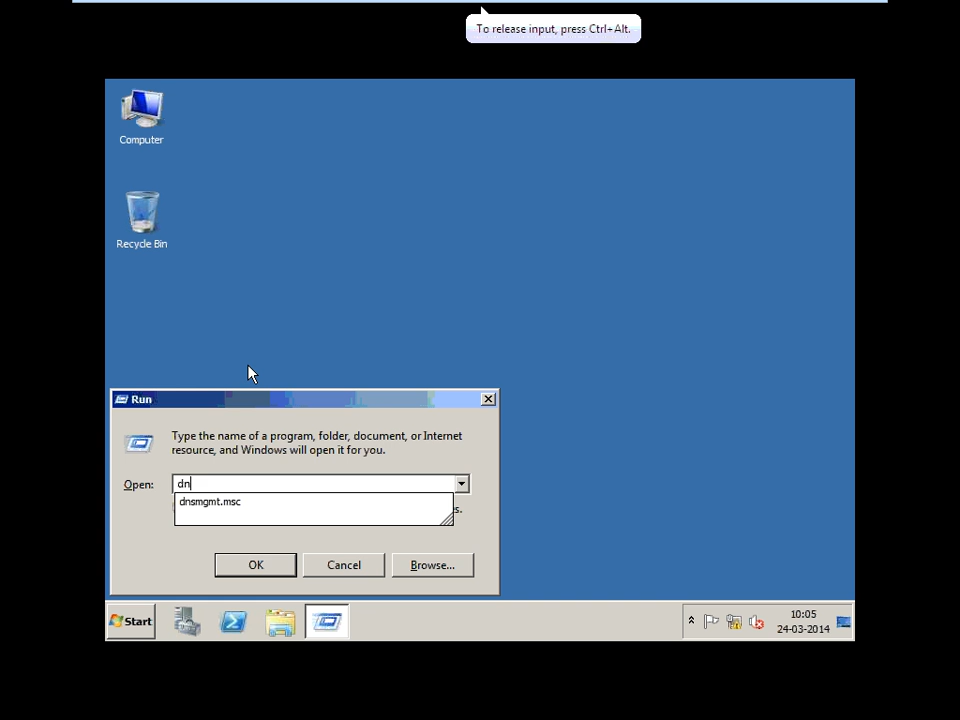 To release input, press Ctrl+Alt.
Computer
Recycle Bin
Run
Type the name of a program, folder, document, or Internet
resource, and Windows will open it for you.
Open:
dn
dnsmgmt.msc
OK
Cancel
Browse...
Start
10:05
24-03-2014